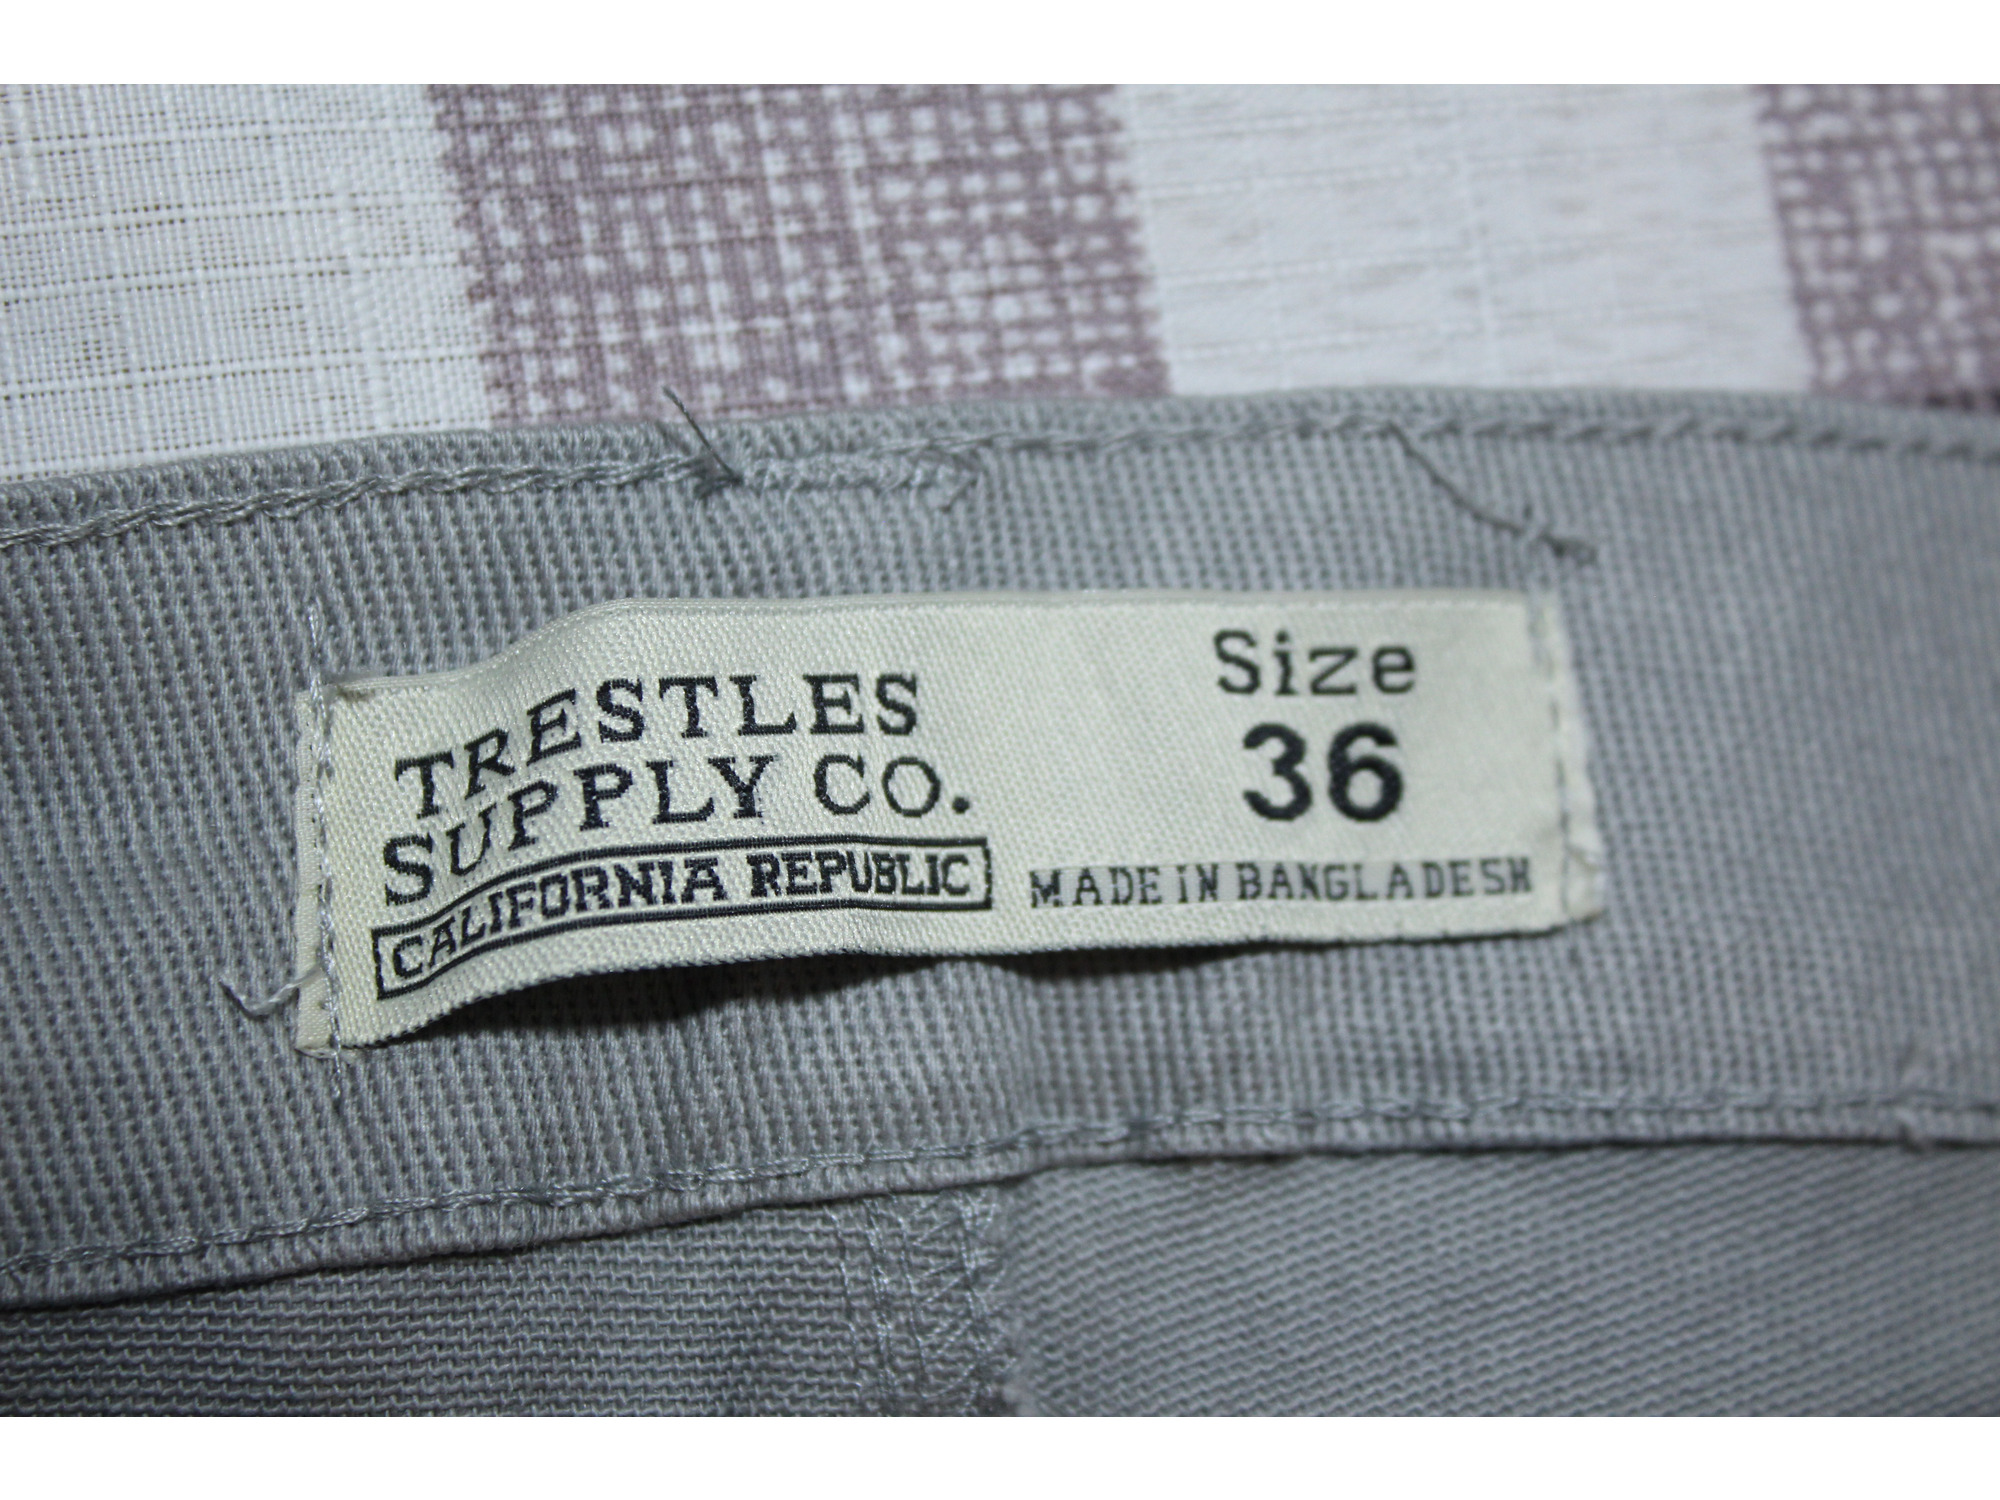 TRESTLES
SUPPLY CO.
CALIFORNIA REPUBLIC
Size
36
MADE IN BANGLADESH